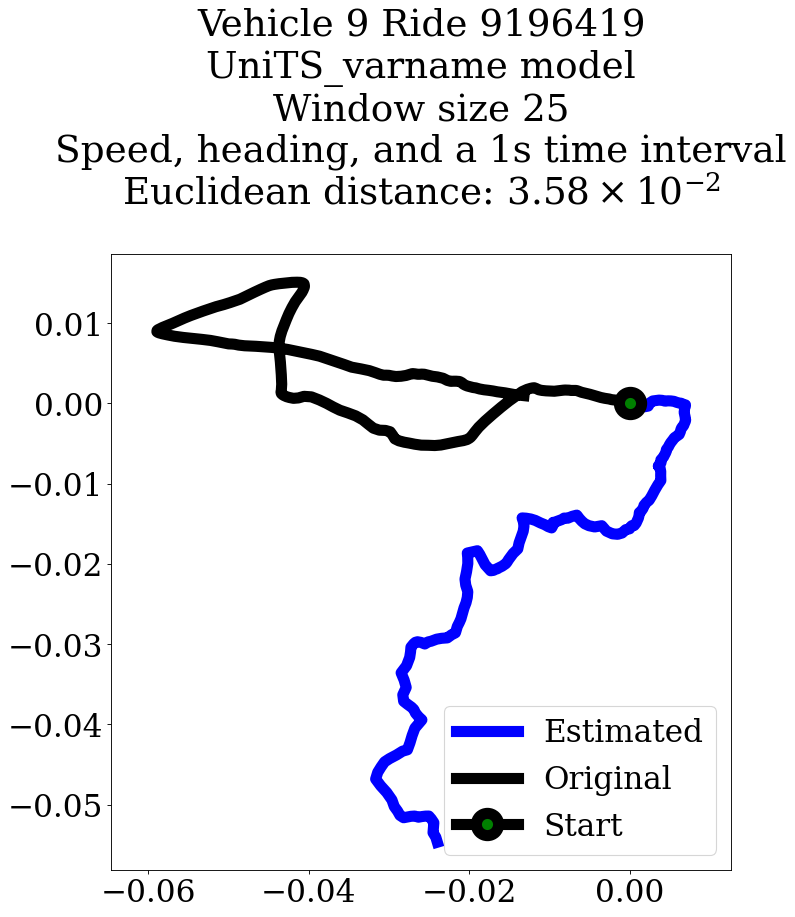 Vehicle 9 Ride 9196419
UniTS_varname model
Window size 25
Speed, heading, and a 1s time interval
Euclidean distance: 3.58 × 10⁻²
0.01
0.00
−0.01
−0.02
−0.03
−0.04
−0.05
Estimated
Original
Start
−0.06
−0.04
−0.02
0.00